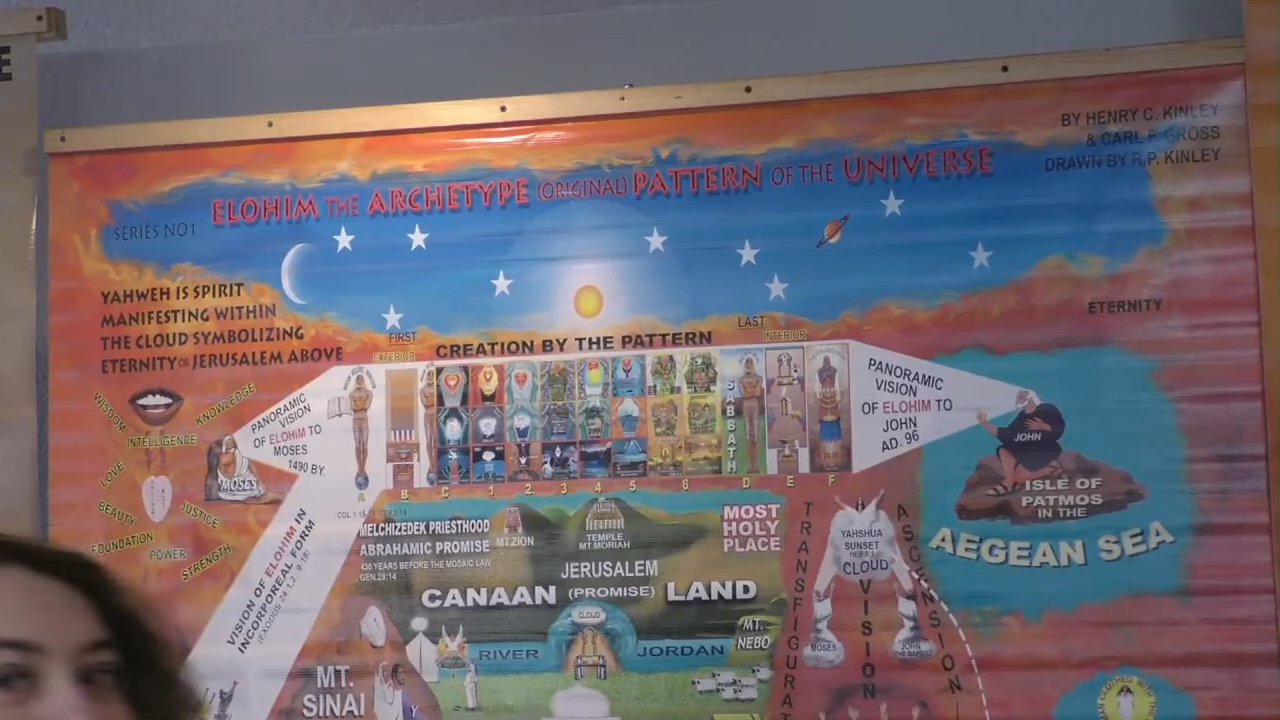 E
BY HENRY C. KINLEY
& CARL F. GROSS
DRAWN BY R.P. KINLEY
ELOHIM THE ARCHETYPE (ORIGINAL) PATTERN OF THE UNIVERSE
SERIES NO1
YAHWEH IS SPIRIT
MANIFESTING WITHIN
THE CLOUD SYMBOLIZING
ETERNITY OR JERUSALEM ABOVE
ETERNITY
FIRST
EXTERIOR
LAST
INTERIOR
CREATION BY THE PATTERN
WISDOM
KNOWLEDGE
INTELLIGENCE
LOVE
BEAUTY
JUSTICE
FOUNDATION
POWER
STRENGTH
MOSES
PANORAMIC
VISION
OF ELOHIM TO
MOSES
1490 BY.
SABBATH
PANORAMIC
VISION
OF ELOHIM TO
JOHN
AD. 96
JOHN
ISLE OF
PATMOS
IN THE
AEGEAN SEA
A B C 1 2 3 4 5 6 D E F
VISION OF ELOHIM IN
INCORPOREAL FORM
MELCHIZEDEK PRIESTHOOD
ABRAHAMIC PROMISE
430 YEARS BEFORE THE MOSAIC LAW
GEN.28:14
MT.ZION
TEMPLE
MT.MORIAH
MOST
HOLY
PLACE
JERUSALEM
CANAAN (PROMISE) LAND
CLOUD
RIVER
JORDAN
MT.
NEBO
MT.
SINAI
TRANSFIGURAT
YAHSHUA
SUNSET
CLOUD
VISION
ASCENSION
MOSES
JOHN
THE BAPTIST